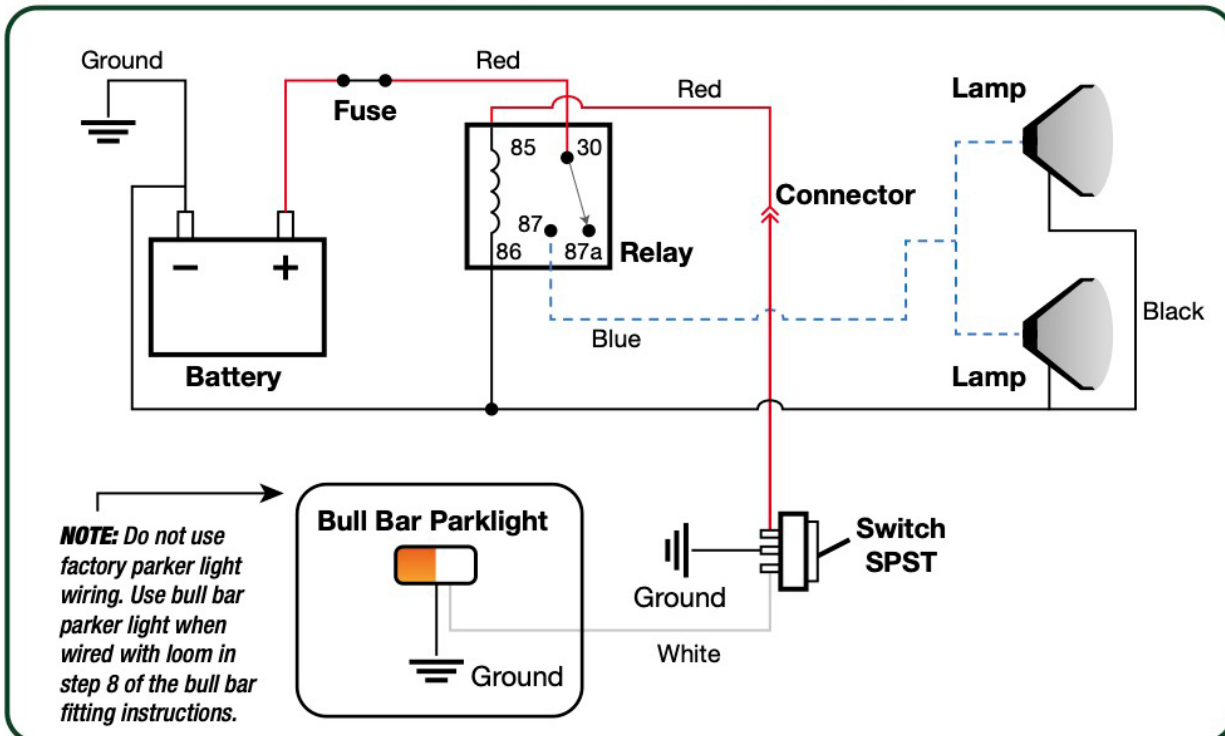 Ground
Red
Fuse
Red
Lamp
85
30
87
86
87a
Relay
Connector
−
+
Battery
Blue
Black
Lamp
NOTE: Do not use
factory parker light
wiring. Use bull bar
parker light when
wired with loom in
step 8 of the bull bar
fitting instructions.
Bull Bar Parklight
Ground
Ground
White
Switch
SPST